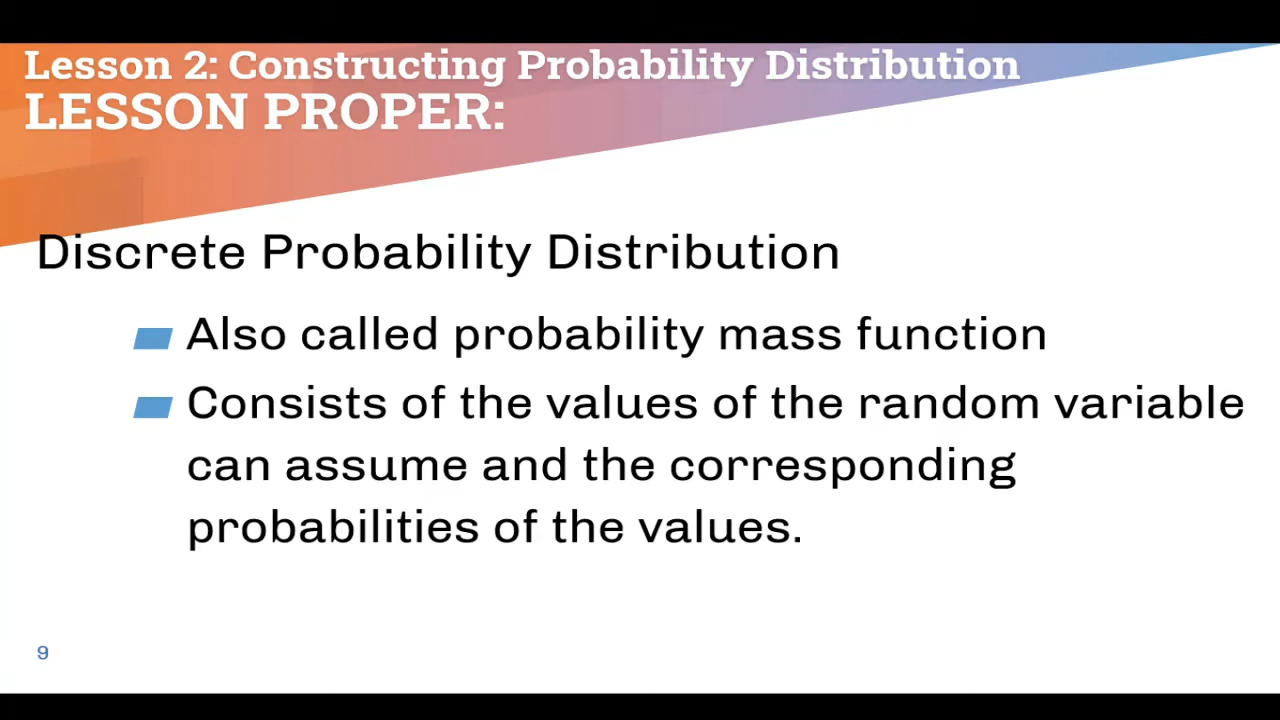 Lesson 2: Constructing Probability Distribution
LESSON PROPER:
Discrete Probability Distribution
Also called probability mass function
Consists of the values of the random variable
can assume and the corresponding
probabilities of the values.
9